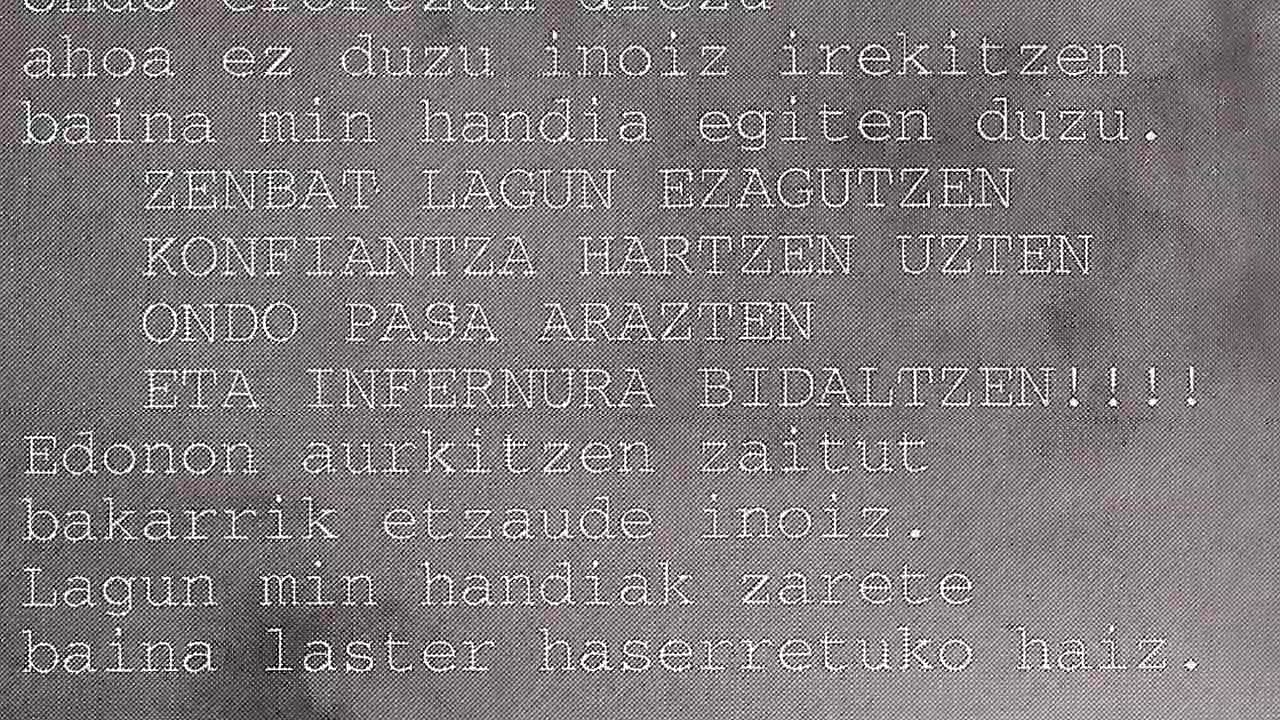 ahoa ez duzu inoiz irekitzen
baina min handia egiten duzu.
ZENBAT LAGUN EZAGUTZEN
KONFIANTZA HARTZEN UZTEN
ONDO PASA ARAZTEN
ETA INFERNURA BIDALTZEN!!!!
Edonon aurkitzen zaitut
bakarrik etzaude inoiz.
Lagun min handiak zarete
baina laster haserretuko haiz.